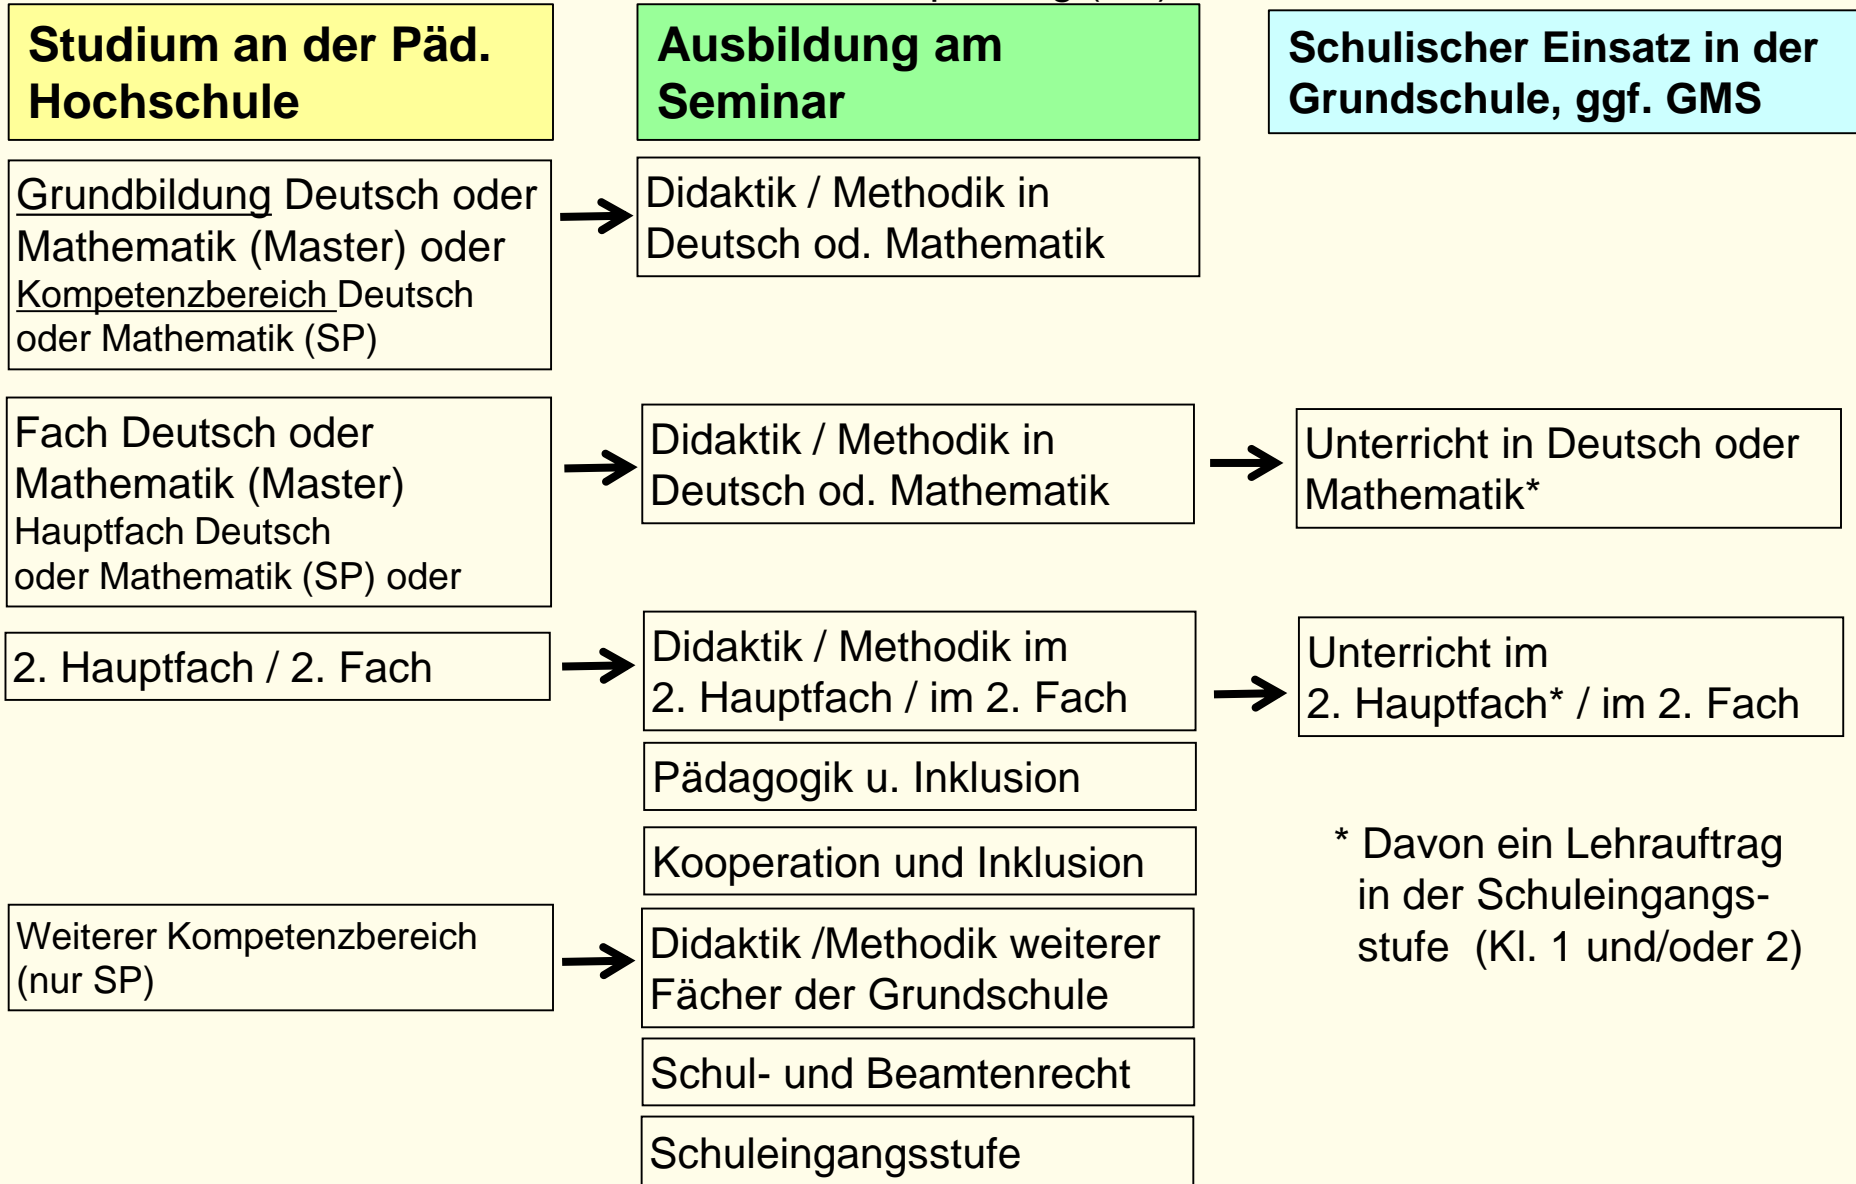 Studium an der Päd.
Hochschule
Ausbildung am
Seminar
Schulischer Einsatz in der
Grundschule, ggf. GMS
Grundbildung Deutsch oder
Mathematik (Master) oder
Kompetenzbereich Deutsch
oder Mathematik (SP)
Didaktik / Methodik in
Deutsch od. Mathematik
Fach Deutsch oder
Mathematik (Master)
Hauptfach Deutsch
oder Mathematik (SP) oder
Didaktik / Methodik in
Deutsch od. Mathematik
Unterricht in Deutsch oder
Mathematik*
2. Hauptfach / 2. Fach
Didaktik / Methodik im
2. Hauptfach / im 2. Fach
Unterricht im
2. Hauptfach* / im 2. Fach
Pädagogik u. Inklusion
Kooperation und Inklusion
* Davon ein Lehrauftrag
in der Schuleingangs-
stufe (Kl. 1 und/oder 2)
Weiterer Kompetenzbereich
(nur SP)
Didaktik /Methodik weiterer
Fächer der Grundschule
Schul- und Beamtenrecht
Schuleingangsstufe